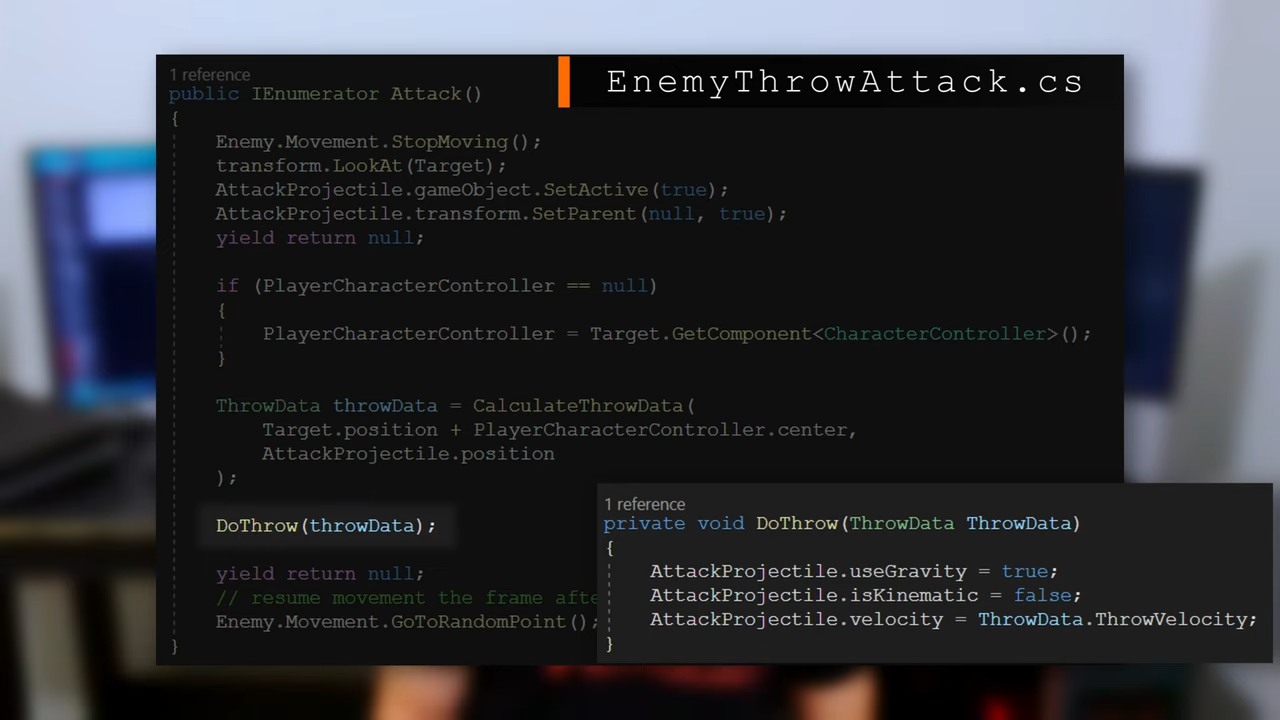 EnemyThrowAttack.cs
1 reference
public IEnumerator Attack()
{
Enemy.Movement.StopMoving();
transform.LookAt(Target);
AttackProjectile.gameObject.SetActive(true);
AttackProjectile.transform.SetParent(null, true);
yield return null;
if (PlayerCharacterController == null)
{
PlayerCharacterController = Target.GetComponent<CharacterController>();
}
ThrowData throwData = CalculateThrowData(
Target.position + PlayerCharacterController.center,
AttackProjectile.position
);
DoThrow(throwData);
yield return null;
// resume movement the frame afte
Enemy.Movement.GoToRandomPoint();
}
1 reference
private void DoThrow(ThrowData ThrowData)
{
AttackProjectile.useGravity = true;
AttackProjectile.isKinematic = false;
AttackProjectile.velocity = ThrowData.ThrowVelocity;
}